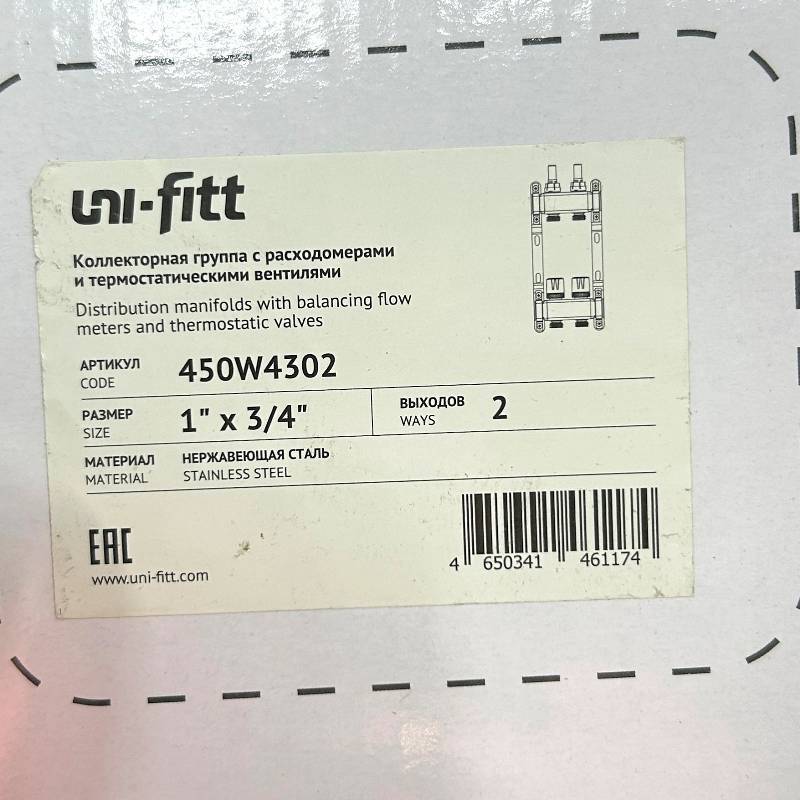 uni-fitt
Коллекторная группа с расходомерами
и термостатическими вентилями
Distribution manifolds with balancing flow
meters and thermostatic valves
АРТИКУЛ
CODE
450W4302
РАЗМЕР
SIZE
1" x 3/4"
ВЫХОДОВ
WAYS
2
МАТЕРИАЛ
MATERIAL
НЕРЖАВЕЮЩАЯ СТАЛЬ
STAINLESS STEEL
EAC
www.uni-fitt.com
4 650341 461174